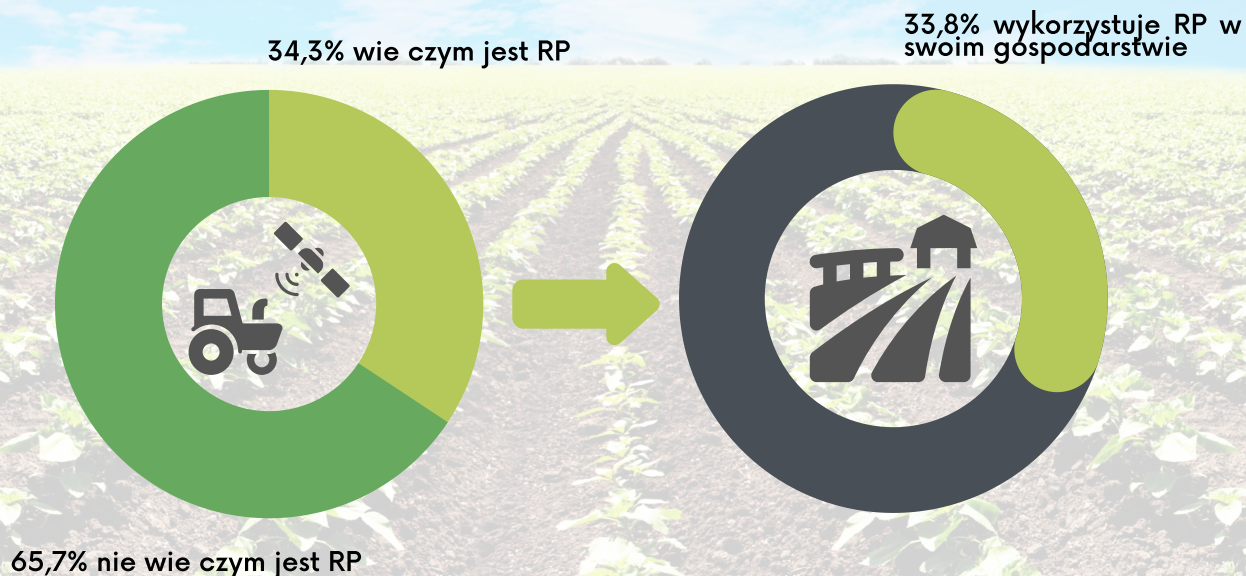 34,3% wie czym jest RP
33,8% wykorzystuje RP w
swoim gospodarstwie
65,7% nie wie czym jest RP